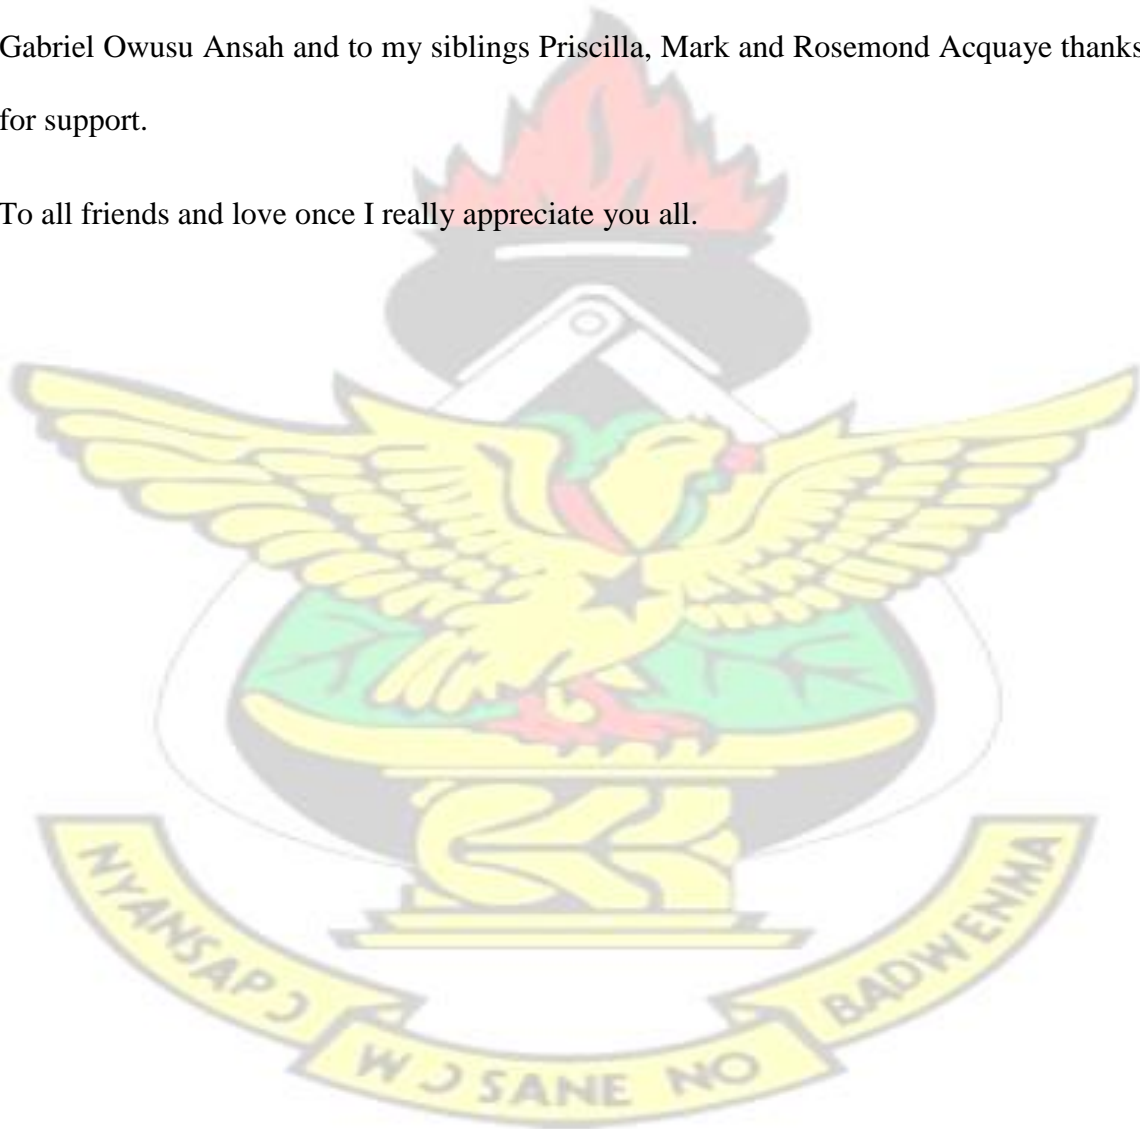 Gabriel Owusu Ansah and to my siblings Priscilla, Mark and Rosemond Acquaye thanks
for support.
To all friends and love once I really appreciate you all.
NYANSAPƆ
WƆSANE NO
BADWENMA